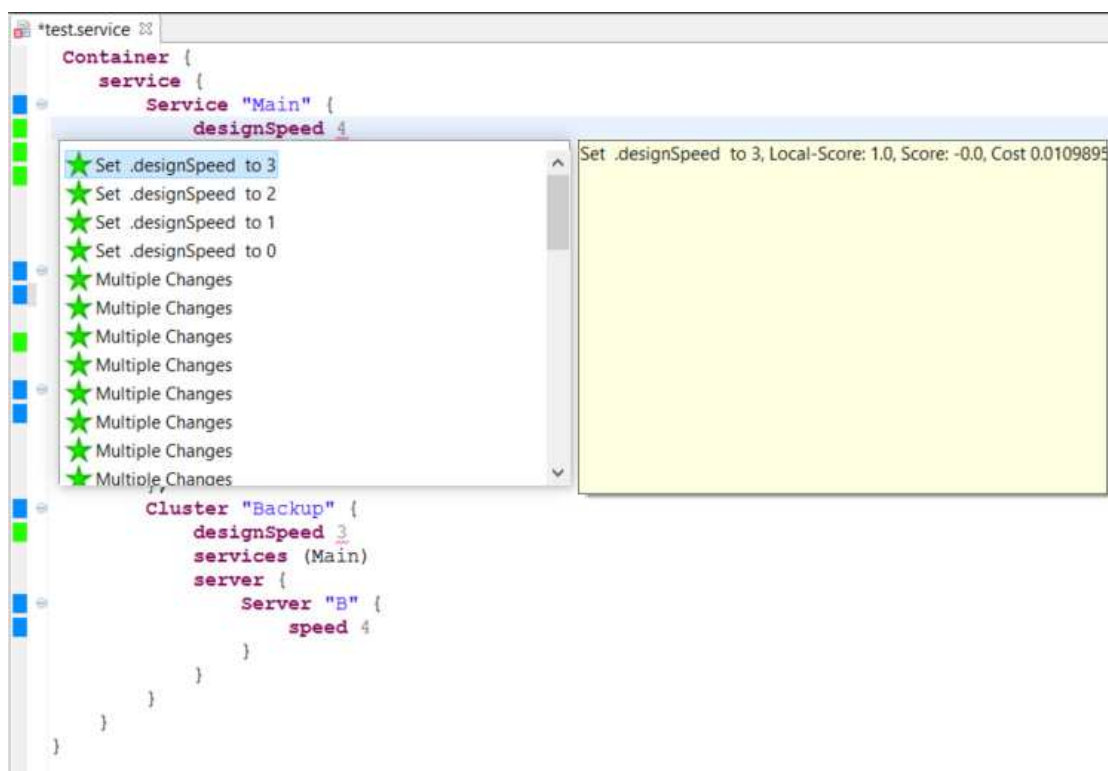 *test.service
Container {
service {
Service "Main" {
designSpeed 4
Set .designSpeed to 3
Set .designSpeed to 2
Set .designSpeed to 1
Set .designSpeed to 0
Multiple Changes
Multiple Changes
Multiple Changes
Multiple Changes
Multiple Changes
Multiple Changes
Multiple Changes
Multiple Changes
Set .designSpeed to 3, Local-Score: 1.0, Score: -0.0, Cost 0.0109895
Cluster "Backup" {
designSpeed 3
services (Main)
server {
Server "B" {
speed 4
}
}
}
}
}